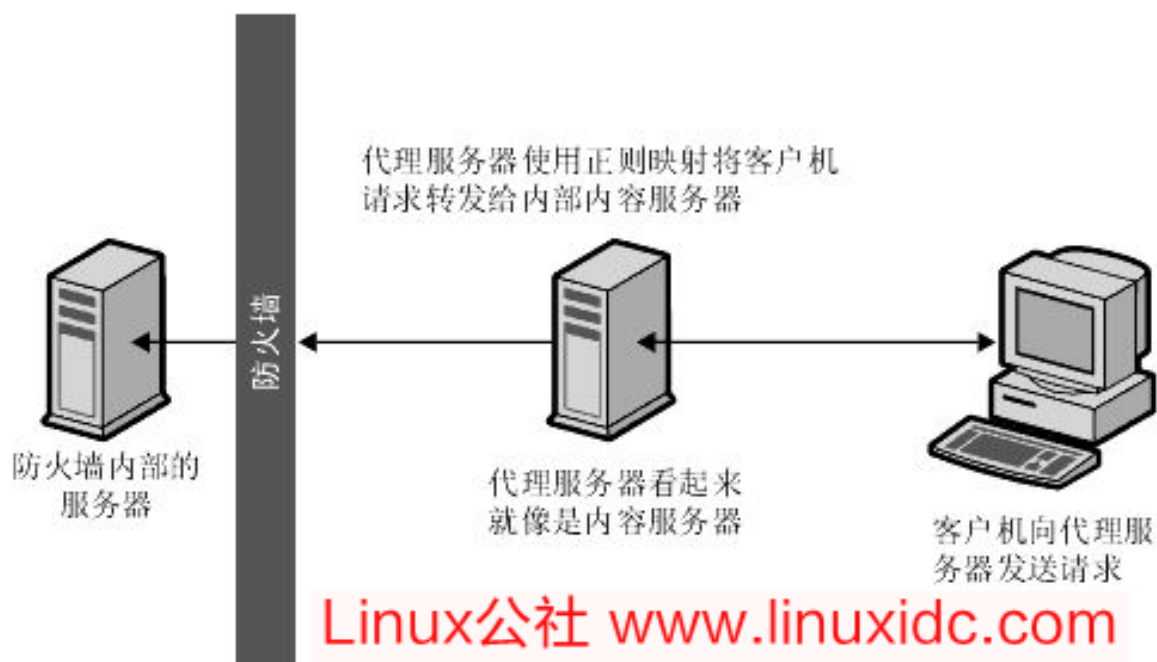 代理服务器使用正则映射将客户机
请求转发给内部内容服务器
防火墙
防火墙内部的
服务器
代理服务器看起来
就像是内容服务器
客户机向代理服
务器发送请求
Linux公社 www.linuxidc.com